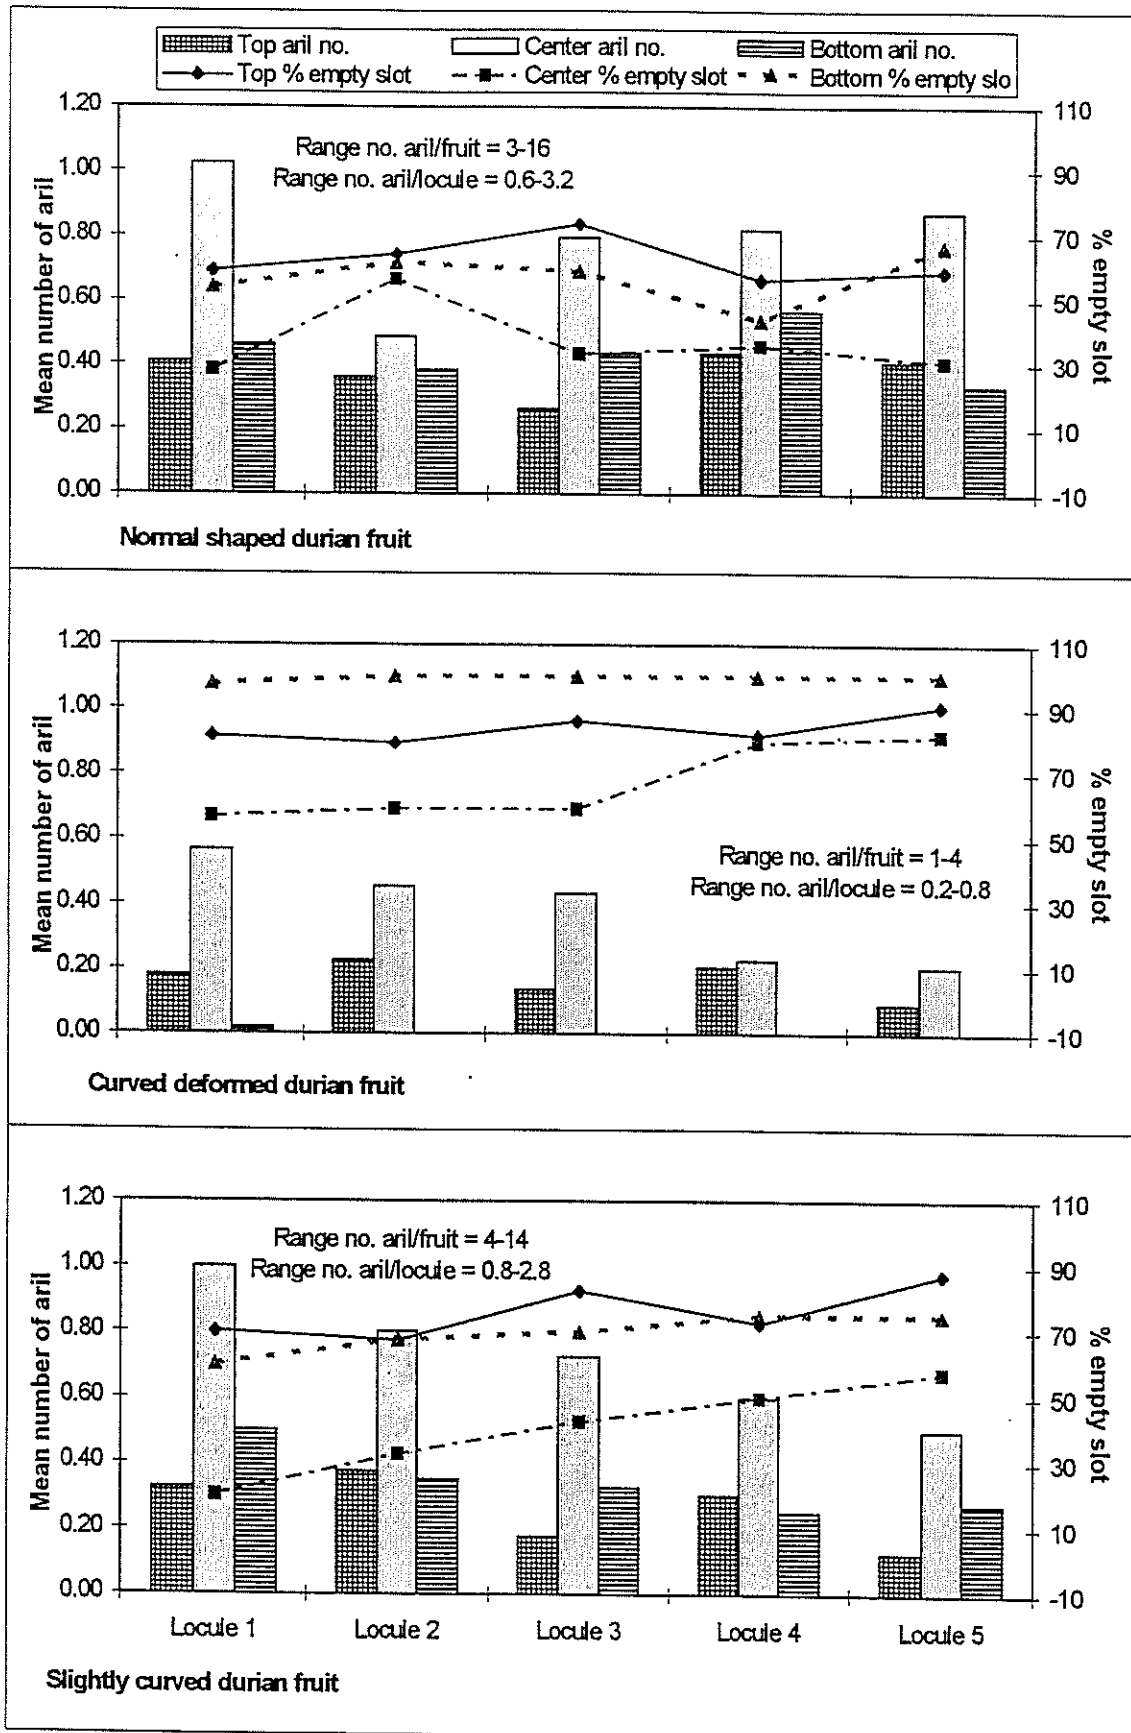 Top aril no. Center aril no. Bottom aril no.
Top % empty slot Center % empty slot Bottom % empty slo
1.20
1.00
0.80
0.60
0.40
0.20
0.00
Mean number of aril
Range no. aril/fruit = 3-16
Range no. aril/locule = 0.6-3.2
110
90
70
50
30
10
-10
% empty slot
Normal shaped durian fruit
1.20
1.00
0.80
0.60
0.40
0.20
0.00
Mean number of aril
Range no. aril/fruit = 1-4
Range no. aril/locule = 0.2-0.8
110
90
70
50
30
10
-10
% empty slot
Curved deformed durian fruit
1.20
1.00
0.80
0.60
0.40
0.20
0.00
Mean number of aril
Range no. aril/fruit = 4-14
Range no. aril/locule = 0.8-2.8
110
90
70
50
30
10
-10
% empty slot
Locule 1 Locule 2 Locule 3 Locule 4 Locule 5
Slightly curved durian fruit